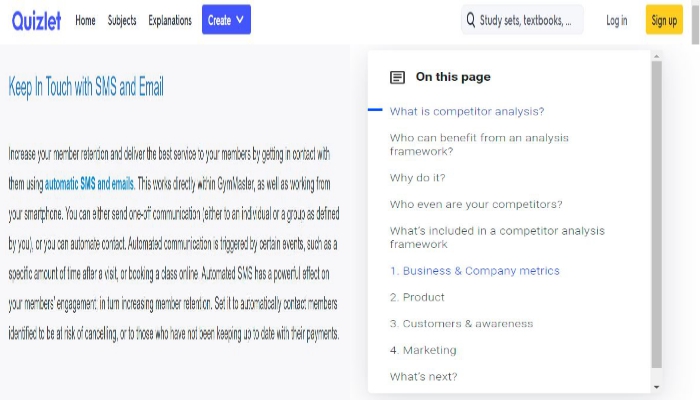 Quizlet
Home
Subjects
Explanations
Create
Study sets, textbooks, ...
Log in
Sign up
Keep In Touch with SMS and Email
Increase your member retention and deliver the best service to your members by getting in contact with
them using automatic SMS and emails. This works directly within GymMaster, as well as working from
your smartphone. You can either send one-off communication (either to an individual or a group as defined
by you), or you can automate contact. Automated communication is triggered by certain events, such as a
specific amount of time after a visit, or booking a class online. Automated SMS has a powerful effect on
your members' engagement; in turn increasing member retention. Set it to automatically contact members
identified to be at risk of cancelling, or to those who have not been keeping up to date with their payments.
On this page
What is competitor analysis?
Who can benefit from an analysis
framework?
Why do it?
Who even are your competitors?
What's included in a competitor analysis
framework
1. Business & Company metrics
2. Product
3. Customers & awareness
4. Marketing
What's next?